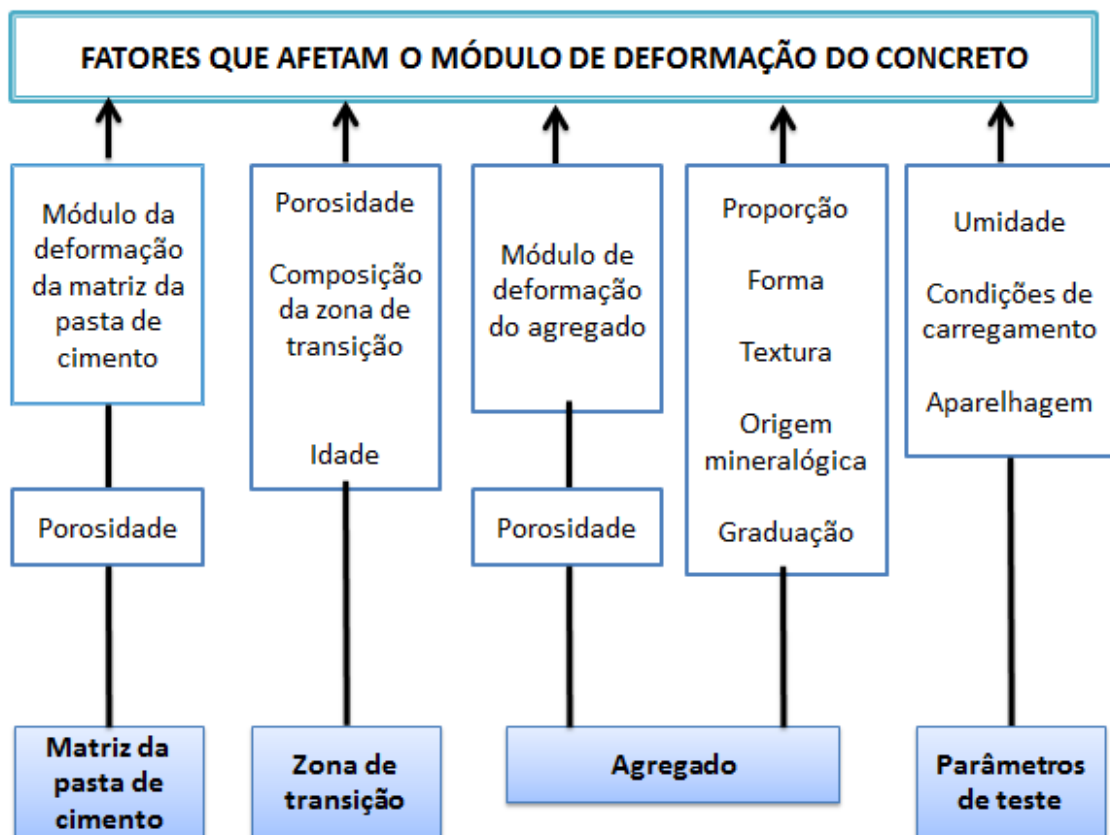 FATORES QUE AFETAM O MÓDULO DE DEFORMAÇÃO DO CONCRETO
Módulo da
deformação
da matriz da
pasta de
cimento
Porosidade
Matriz da
pasta de
cimento
Porosidade
Composição
da zona de
transição
Idade
Zona de
transição
Módulo de
deformação
do agregado
Porosidade
Proporção
Forma
Textura
Origem
mineralógica
Graduação
Agregado
Umidade
Condições de
carregamento
Aparelhagem
Parâmetros
de teste